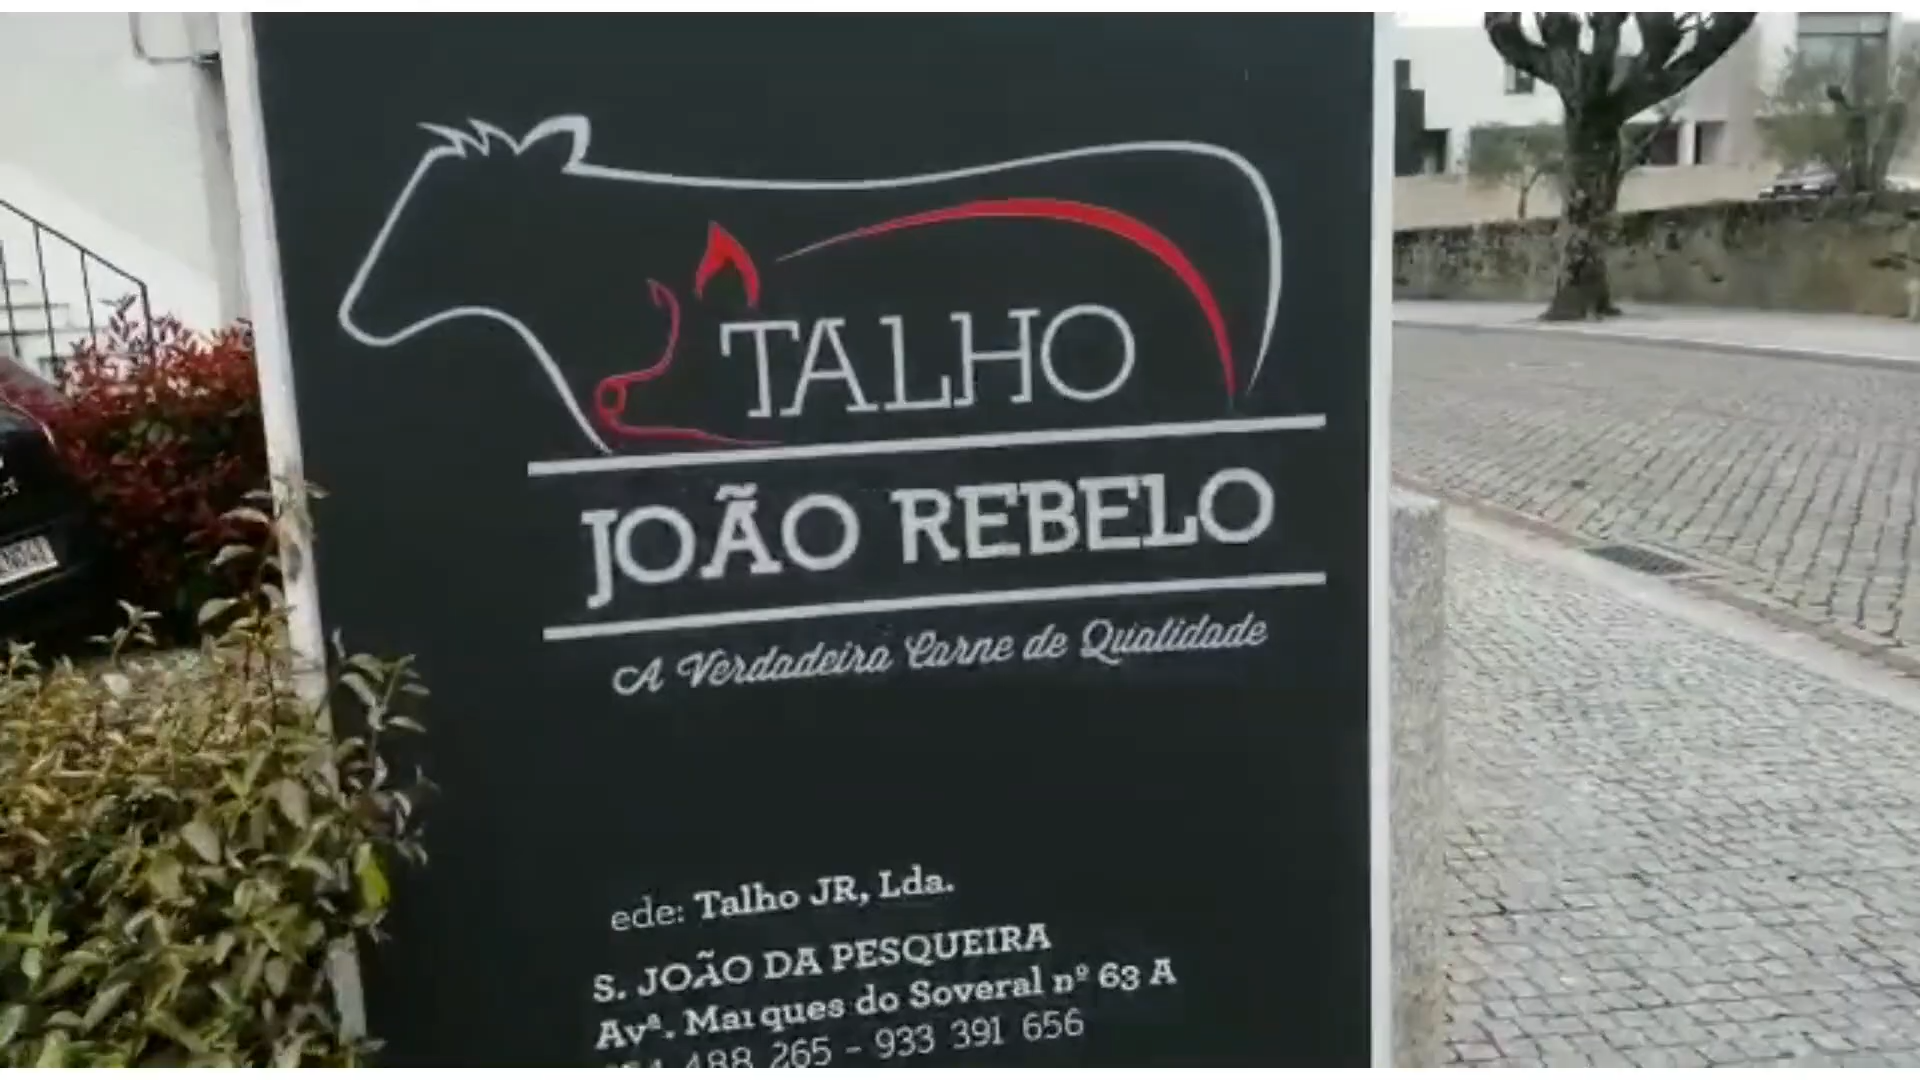 TALHO
JOÃO REBELO
A Verdadeira Carne de Qualidade
ede: Talho JR, Lda.
S. JOÃO DA PESQUEIRA
Avª. Marques do Soveral nº 63 A
488 265 - 933 391 656